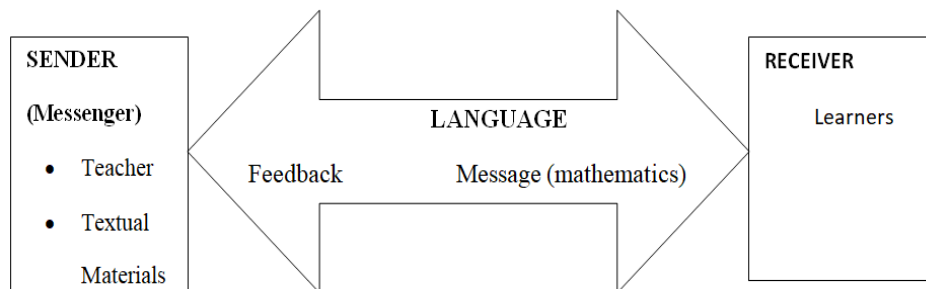 SENDER
(Messenger)
• Teacher
• Textual
Materials
LANGUAGE
Feedback
Message (mathematics)
RECEIVER
Learners